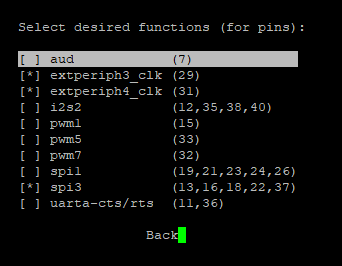 Select desired functions (for pins):
[ ] aud (7)
[*] extperiph3_clk (29)
[*] extperiph4_clk (31)
[ ] i2s2 (12,35,38,40)
[ ] pwm1 (15)
[ ] pwm5 (33)
[ ] pwm7 (32)
[ ] spi1 (19,21,23,24,26)
[*] spi3 (13,16,18,22,37)
[ ] uarta-cts/rts (11,36)
Back